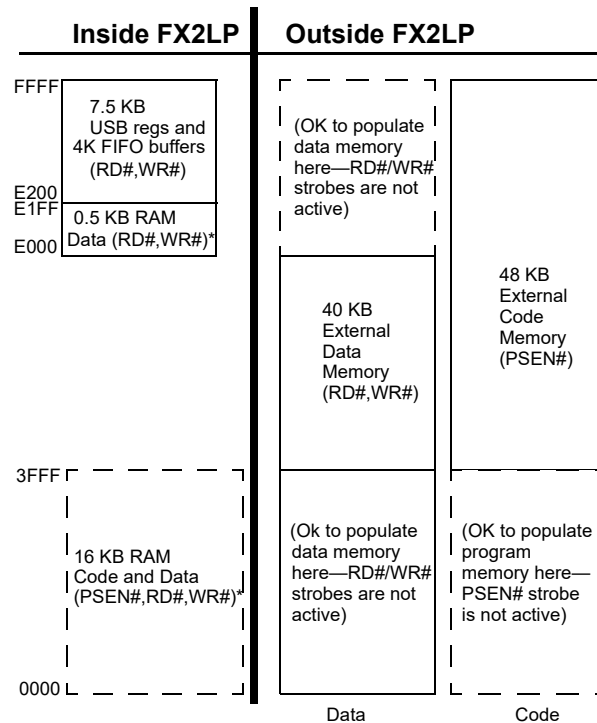 Inside FX2LP
Outside FX2LP
FFFF
7.5 KB
USB regs and
4K FIFO buffers
(RD#,WR#)
E200
E1FF
0.5 KB RAM
Data (RD#,WR#)*
E000
(OK to populate
data memory
here—RD#/WR#
strobes are not
active)
48 KB
External
Code
Memory
(PSEN#)
40 KB
External
Data
Memory
(RD#,WR#)
3FFF
16 KB RAM
Code and Data
(PSEN#,RD#,WR#)*
(Ok to populate
data memory
here—RD#/WR#
strobes are not
active)
(OK to populate
program
memory here—
PSEN# strobe
is not active)
0000
Data
Code